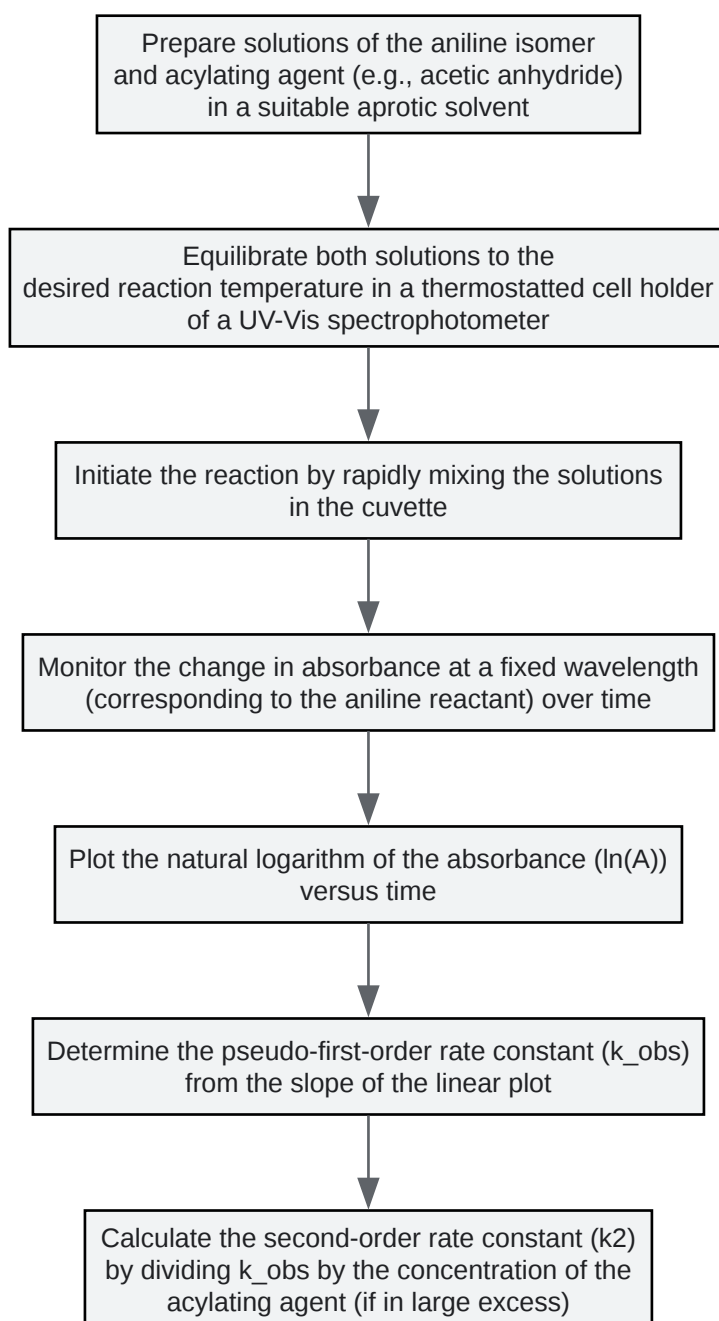 Prepare solutions of the aniline isomer
and acylating agent (e.g., acetic anhydride)
in a suitable aprotic solvent
Equilibrate both solutions to the
desired reaction temperature in a thermostatted cell holder
of a UV-Vis spectrophotometer
Initiate the reaction by rapidly mixing the solutions
in the cuvette
Monitor the change in absorbance at a fixed wavelength
(corresponding to the aniline reactant) over time
Plot the natural logarithm of the absorbance (ln(A))
versus time
Determine the pseudo-first-order rate constant (k_obs)
from the slope of the linear plot
Calculate the second-order rate constant (k2)
by dividing k_obs by the concentration of the
acylating agent (if in large excess)